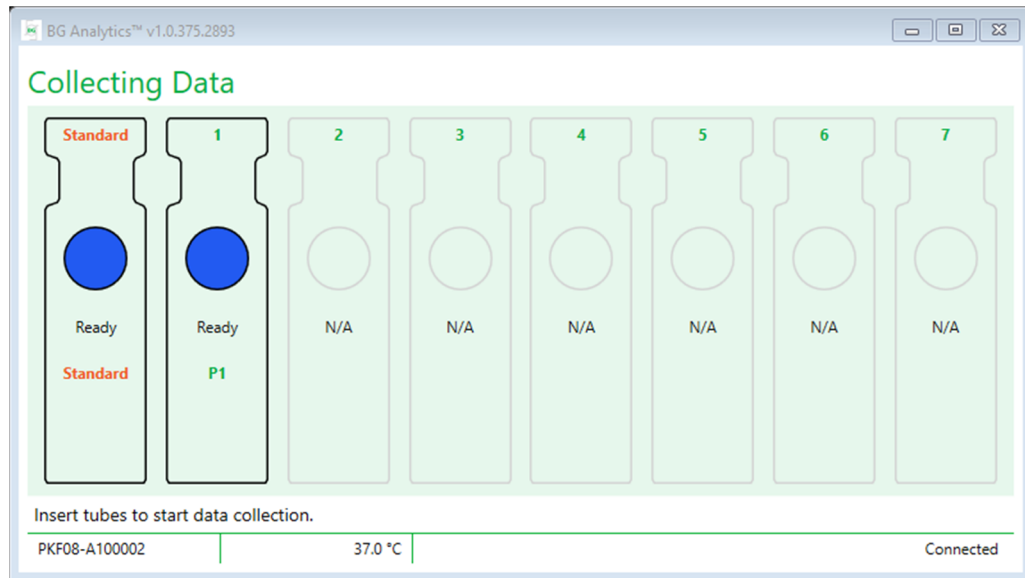 BG Analytics™ v1.0.375.2893
Collecting Data
Standard 1 2 3 4 5 6 7
Ready Ready N/A N/A N/A N/A N/A N/A
Standard P1
Insert tubes to start data collection.
PKF08-A100002 37.0 °C Connected